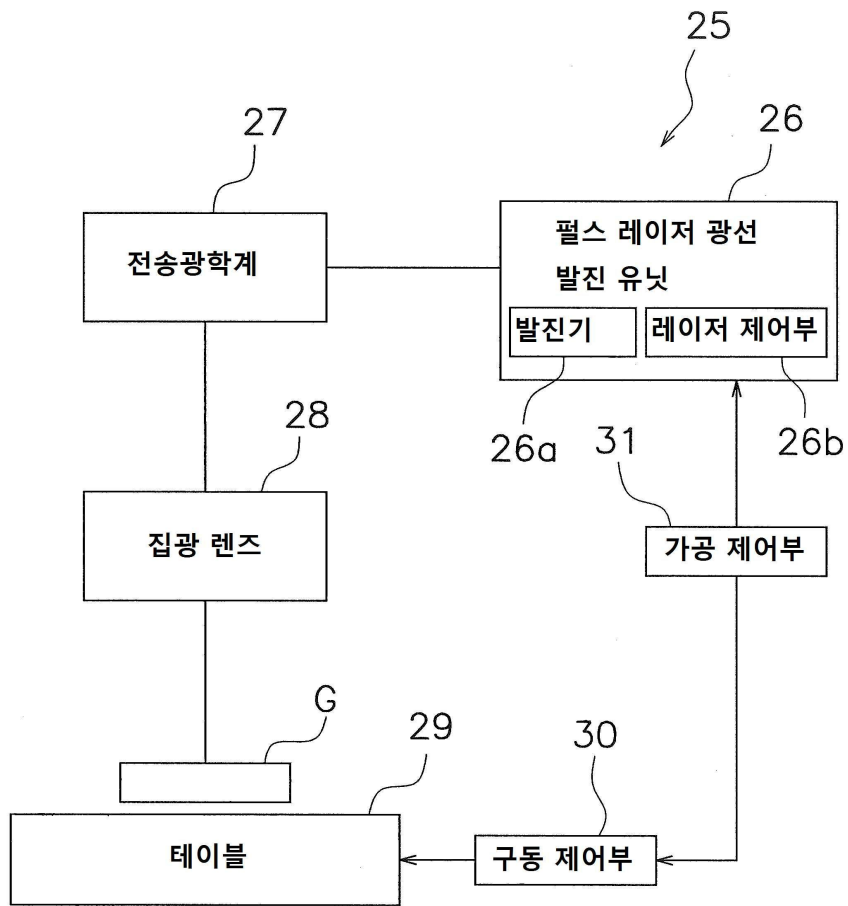 25
27
26
전송광학계
펄스 레이저 광선
발진 유닛
발진기
레이저 제어부
28
26a
31
26b
집광 렌즈
가공 제어부
G
29
30
테이블
구동 제어부